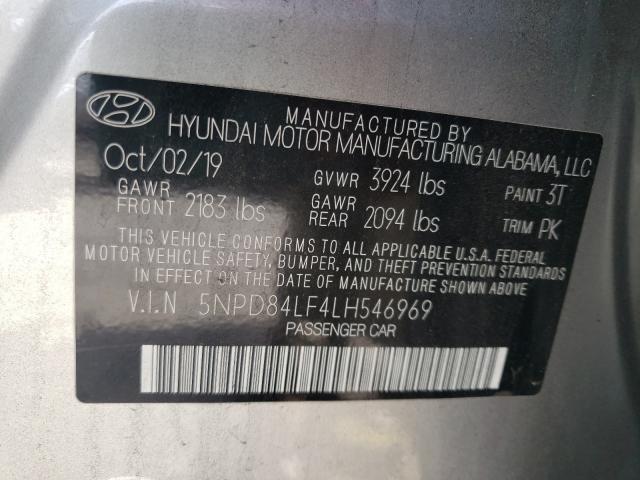 MANUFACTURED BY
HYUNDAI MOTOR MANUFACTURING ALABAMA, LLC
Oct/02/19 GVWR 3924 lbs PAINT 3T
GAWR FRONT 2183 lbs GAWR REAR 2094 lbs TRIM PK
THIS VEHICLE CONFORMS TO ALL APPLICABLE U.S.A. FEDERAL
MOTOR VEHICLE SAFETY, BUMPER, AND THEFT PREVENTION STANDARDS
IN EFFECT ON THE DATE OF MANUFACTURE SHOWN ABOVE.
V.I.N 5NPD84LF4LH546969
PASSENGER CAR
Y